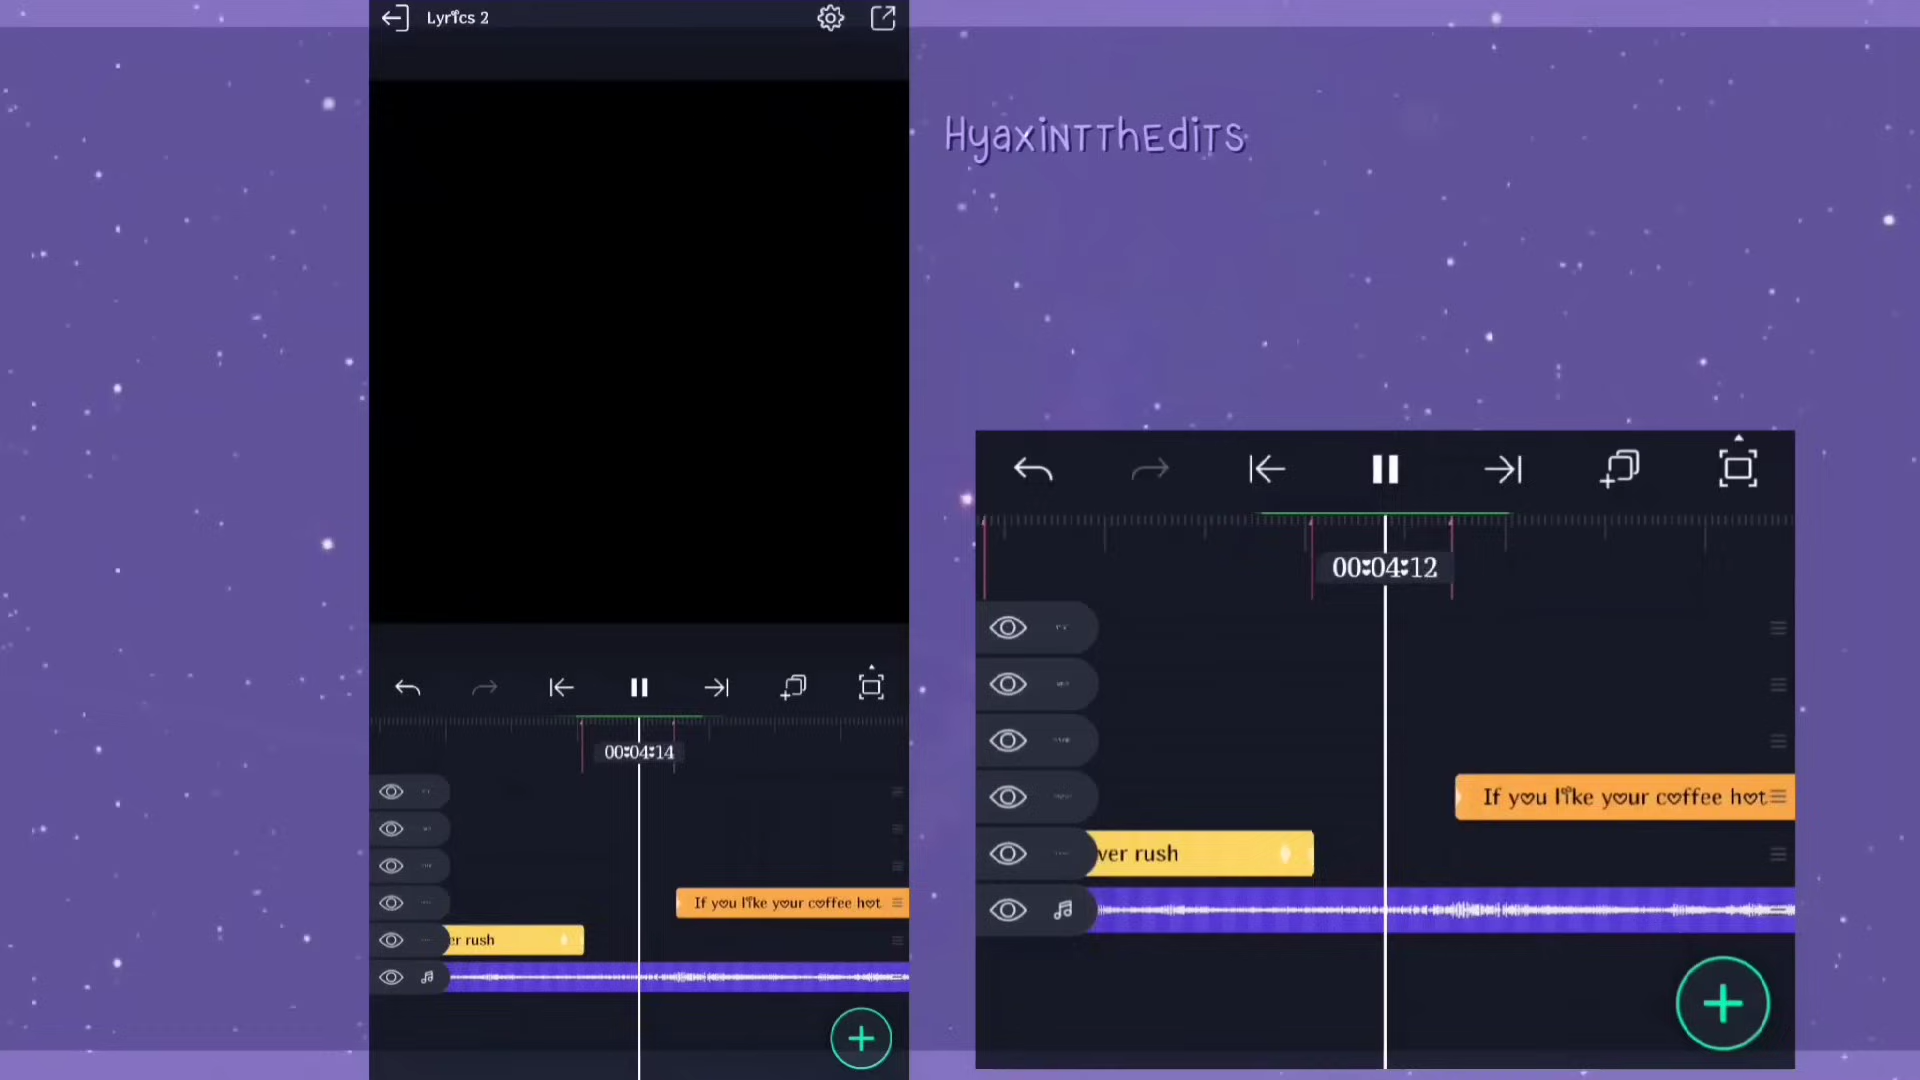 Lyrics 2
HyaxintThEdits
00:04:14
If you like your coffee hot
er rush
00:04:12
If you like your coffee hot
ver rush